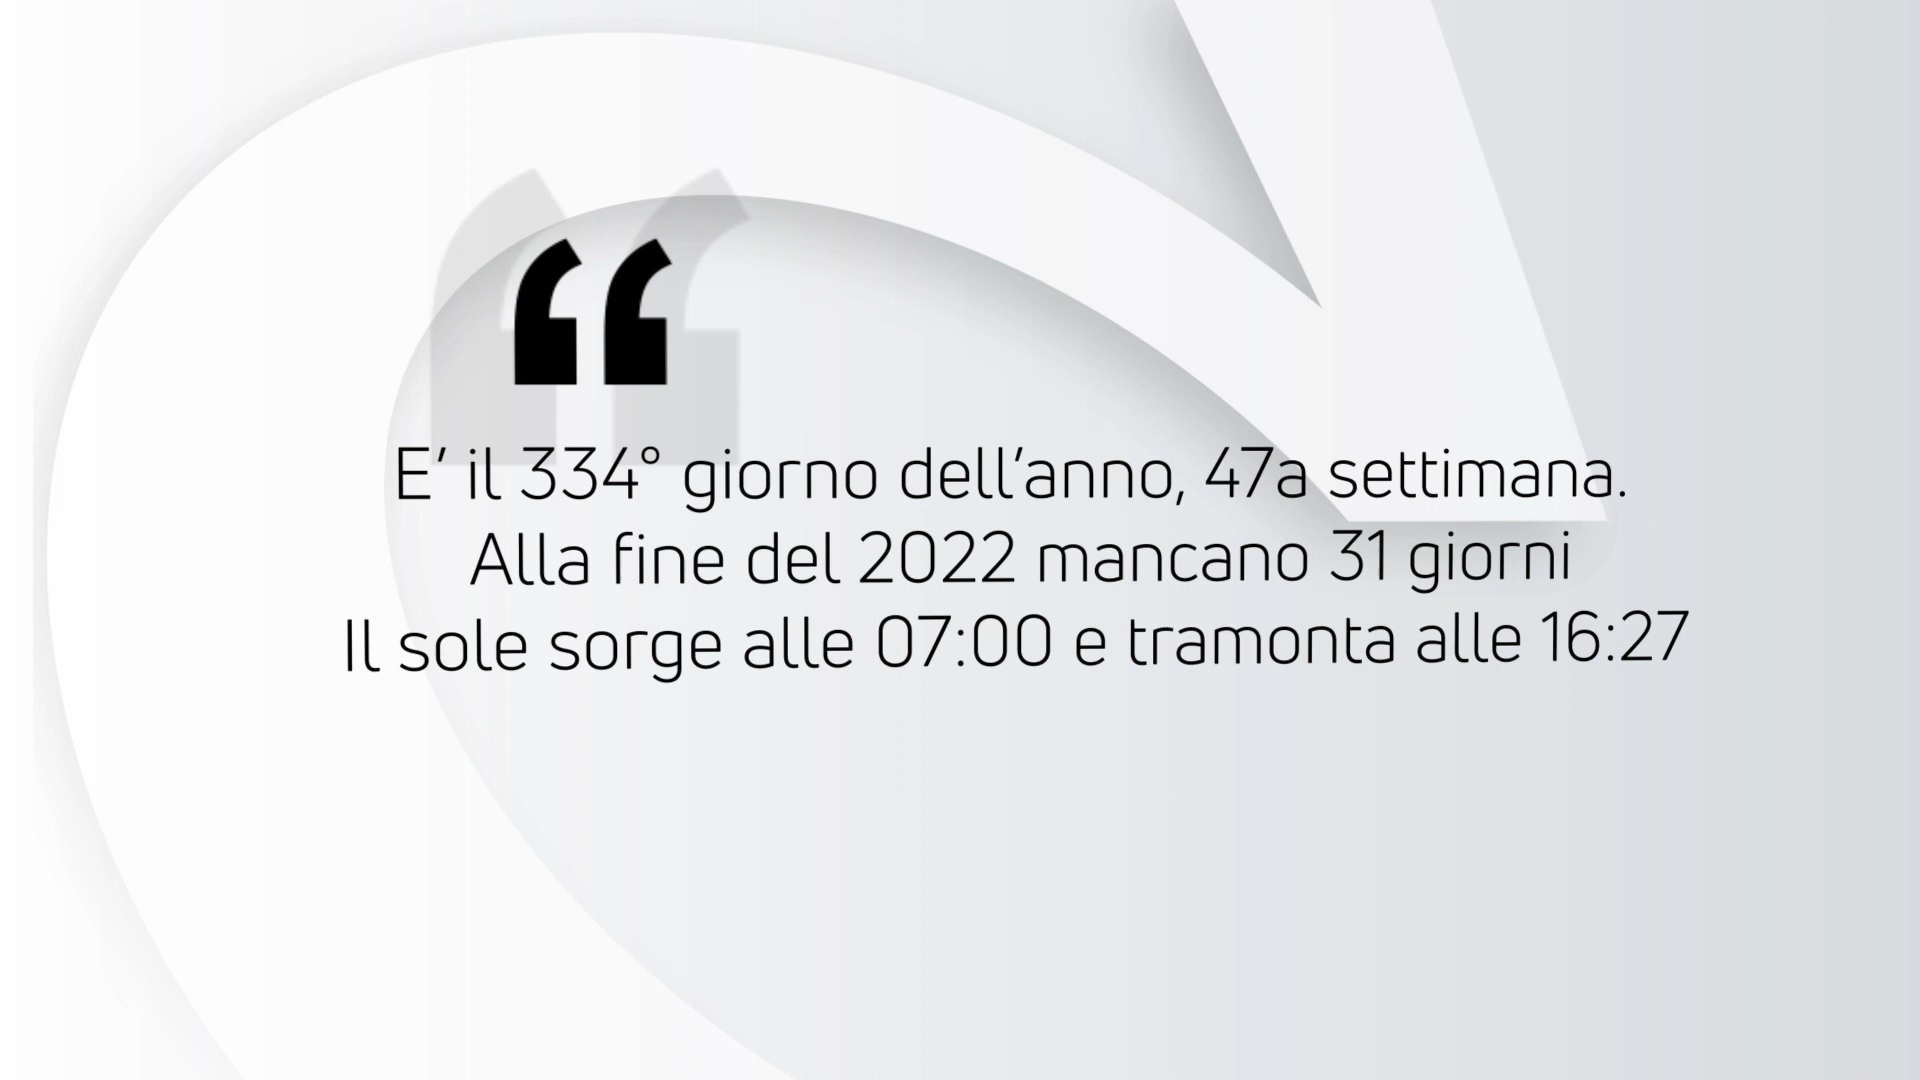 E’ il 334° giorno dell’anno, 47a settimana.
Alla fine del 2022 mancano 31 giorni
Il sole sorge alle 07:00 e tramonta alle 16:27